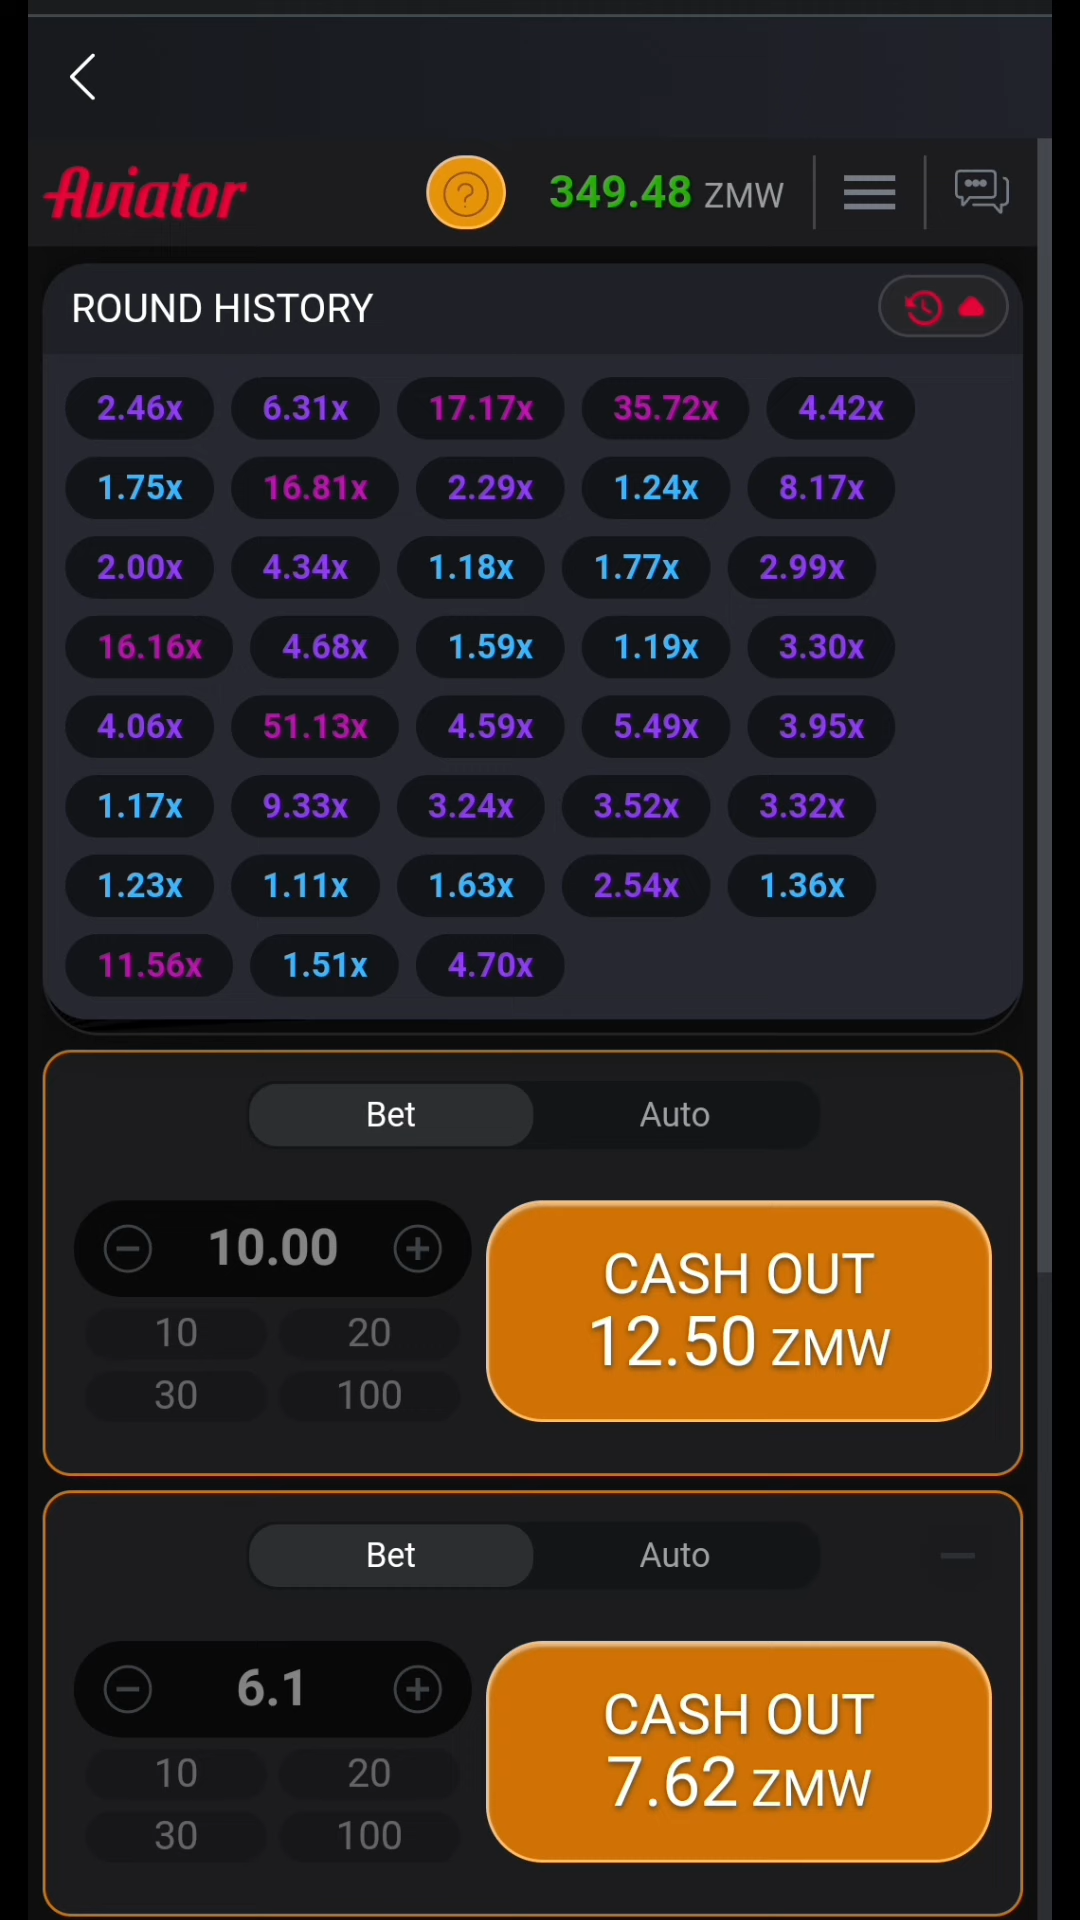 Aviator ? 349.48 ZMW
ROUND HISTORY
2.46x 6.31x 17.17x 35.72x 4.42x
1.75x 16.81x 2.29x 1.24x 8.17x
2.00x 4.34x 1.18x 1.77x 2.99x
16.16x 4.68x 1.59x 1.19x 3.30x
4.06x 51.13x 4.59x 5.49x 3.95x
1.17x 9.33x 3.24x 3.52x 3.32x
1.23x 1.11x 1.63x 2.54x 1.36x
11.56x 1.51x 4.70x
Bet Auto
10.00
10 20
30 100
CASH OUT
12.50 ZMW
Bet Auto
6.1
10 20
30 100
CASH OUT
7.62 ZMW